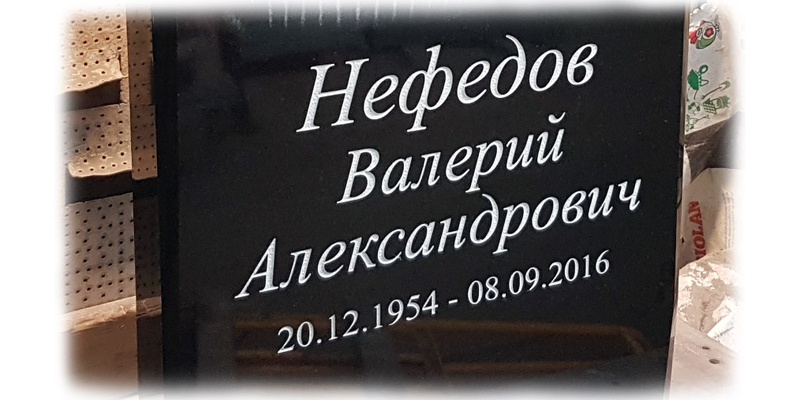 Нефедов
Валерий
Александрович
20.12.1954 - 08.09.2016